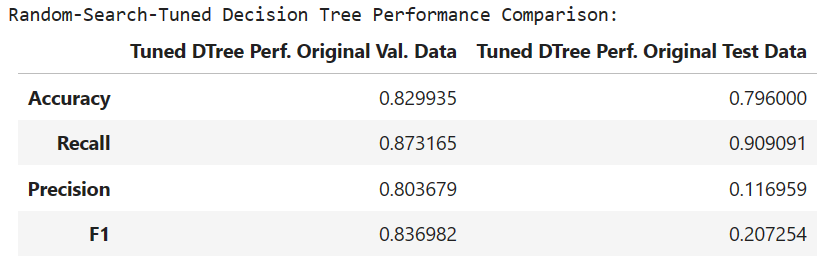 Random-Search-Tuned Decision Tree Performance Comparison:
Tuned DTree Perf. Original Val. Data Tuned DTree Perf. Original Test Data
Accuracy 0.829935 0.796000
Recall 0.873165 0.909091
Precision 0.803679 0.116959
F1 0.836982 0.207254